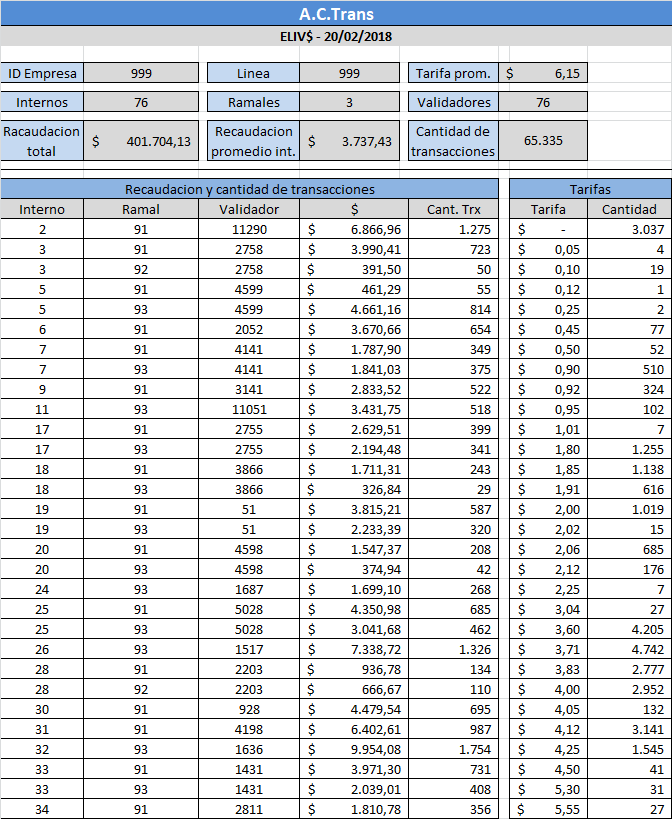 A.C.Trans
ELIV$ - 20/02/2018
ID Empresa 999 Linea 999 Tarifa prom. $ 6,15
Internos 76 Ramales 3 Validadores 76
Racaudacion total $ 401.704,13 Recaudacion promedio int. $ 3.737,43 Cantidad de transacciones 65.335
Recaudacion y cantidad de transacciones Tarifas
Interno Ramal Validador $ Cant. Trx Tarifa Cantidad
2 91 11290 $ 6.866,96 1.275 $ - 3.037
3 91 2758 $ 3.990,41 723 $ 0,05 4
3 92 2758 $ 391,50 50 $ 0,10 19
5 91 4599 $ 461,29 55 $ 0,12 1
5 93 4599 $ 4.661,16 814 $ 0,25 2
6 91 2052 $ 3.670,66 654 $ 0,45 77
7 91 4141 $ 1.787,90 349 $ 0,50 52
7 93 4141 $ 1.841,03 375 $ 0,90 510
9 91 3141 $ 2.833,52 522 $ 0,92 324
11 93 11051 $ 3.431,75 518 $ 0,95 102
17 91 2755 $ 2.629,51 399 $ 1,01 7
17 93 2755 $ 2.194,48 341 $ 1,80 1.255
18 91 3866 $ 1.711,31 243 $ 1,85 1.138
18 93 3866 $ 326,84 29 $ 1,91 616
19 91 51 $ 3.815,21 587 $ 2,00 1.019
19 93 51 $ 2.233,39 320 $ 2,02 15
20 91 4598 $ 1.547,37 208 $ 2,06 685
20 93 4598 $ 374,94 42 $ 2,12 176
24 93 1687 $ 1.699,10 268 $ 2,25 7
25 91 5028 $ 4.350,98 685 $ 3,04 27
25 93 5028 $ 3.041,68 462 $ 3,60 4.205
26 93 1517 $ 7.338,72 1.326 $ 3,71 4.742
28 91 2203 $ 936,78 134 $ 3,83 2.777
28 92 2203 $ 666,67 110 $ 4,00 2.952
30 91 928 $ 4.479,54 695 $ 4,05 132
31 91 4198 $ 6.402,61 987 $ 4,12 3.141
32 93 1636 $ 9.954,08 1.754 $ 4,25 1.545
33 91 1431 $ 3.971,30 731 $ 4,50 41
33 93 1431 $ 2.039,01 408 $ 5,30 31
34 91 2811 $ 1.810,78 356 $ 5,55 27